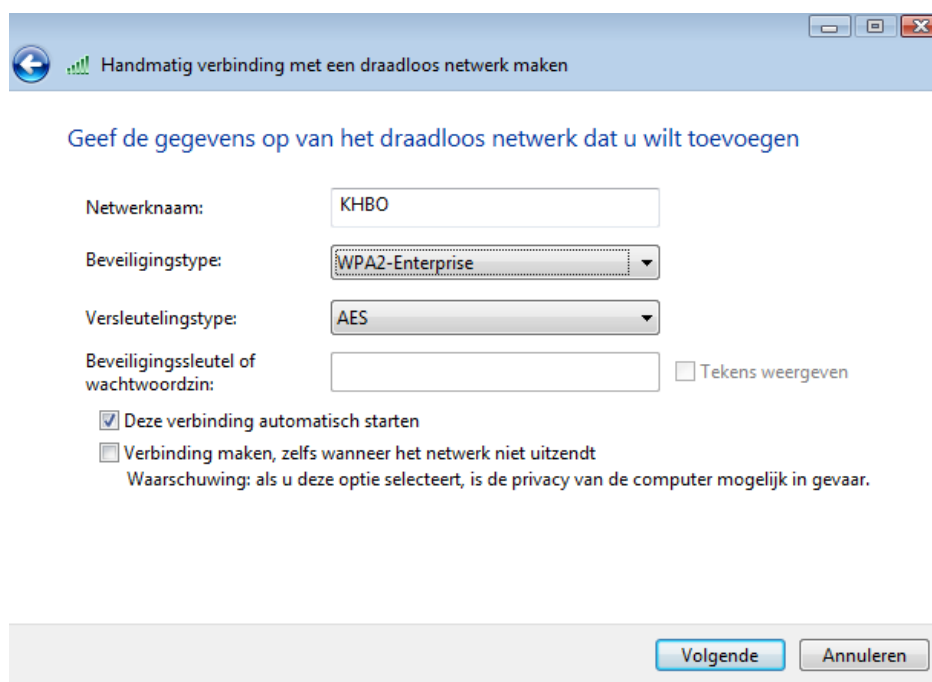 Handmatig verbinding met een draadloos netwerk maken
Geef de gegevens op van het draadloos netwerk dat u wilt toevoegen
Netwerknaam: KHBO
Beveiligingstype: WPA2-Enterprise
Versleutelingstype: AES
Beveiligingssleutel of
wachtwoordzin:
Tekens weergeven
Deze verbinding automatisch starten
Verbinding maken, zelfs wanneer het netwerk niet uitzendt
Waarschuwing: als u deze optie selecteert, is de privacy van de computer mogelijk in gevaar.
Volgende Annuleren